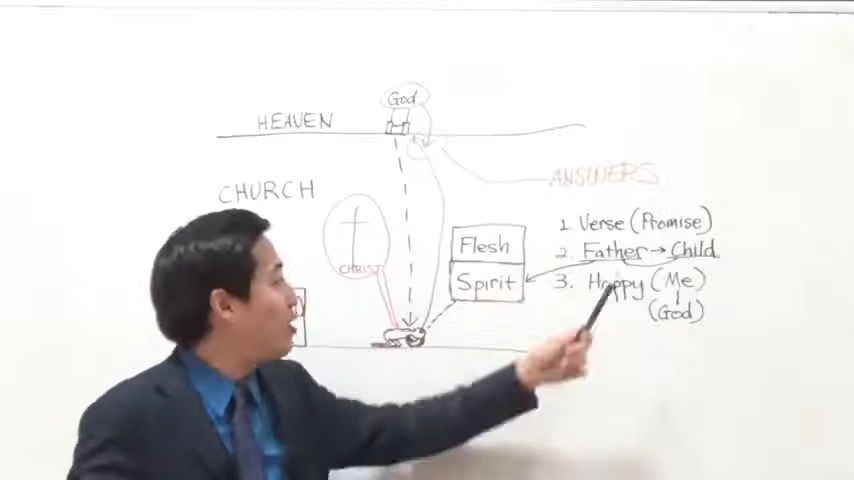 God
HEAVEN
ANSWERS
CHURCH
1. Verse (Promise)
2. Father → Child
3. Happy (Me)
(God)
Flesh
Spirit
CHRIST